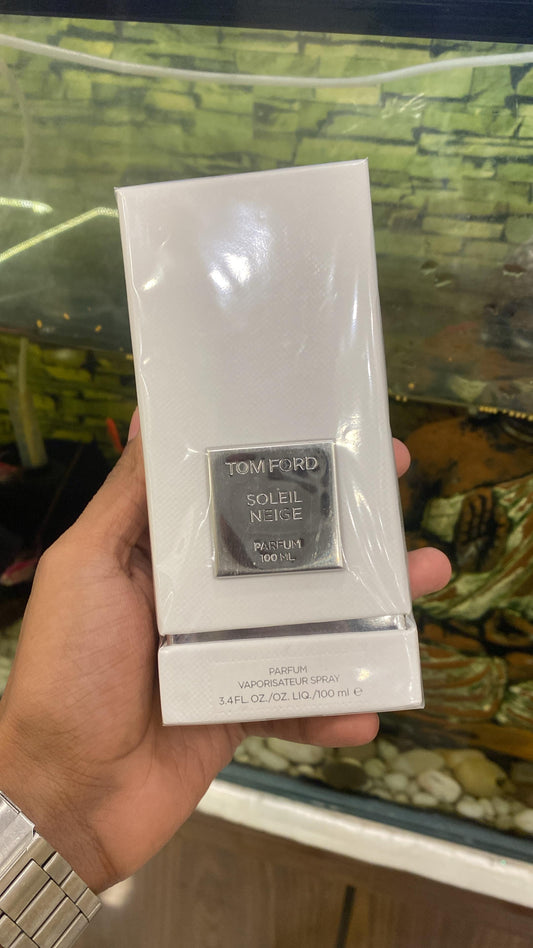 TOM FORD
SOLEIL
NEIGE
PARFUM
100 ML
PARFUM
VAPORISATEUR SPRAY
3.4 FL. OZ./OZ. LIQ./100 ml ℮